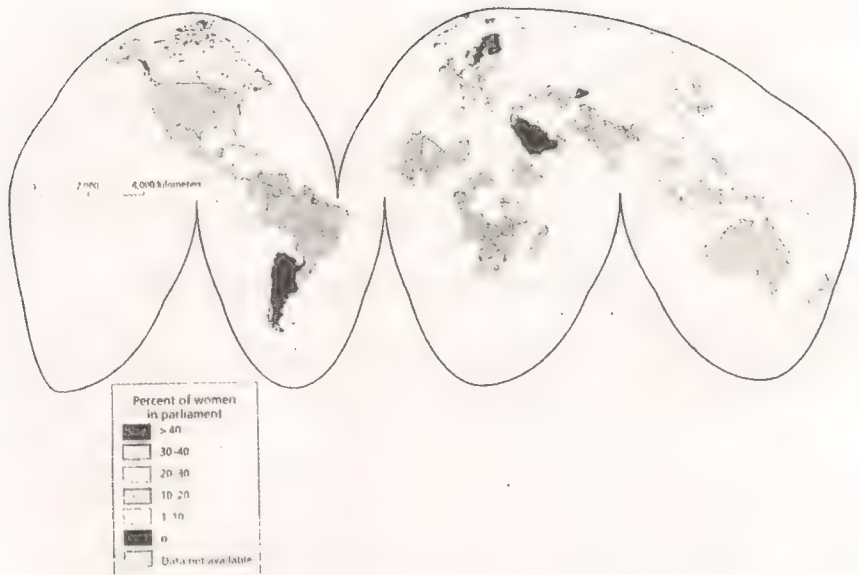 2,000
4,000 kilometers
Percent of women
in parliament
>40
30-40
20-30
10-20
1-10
0
Data not available